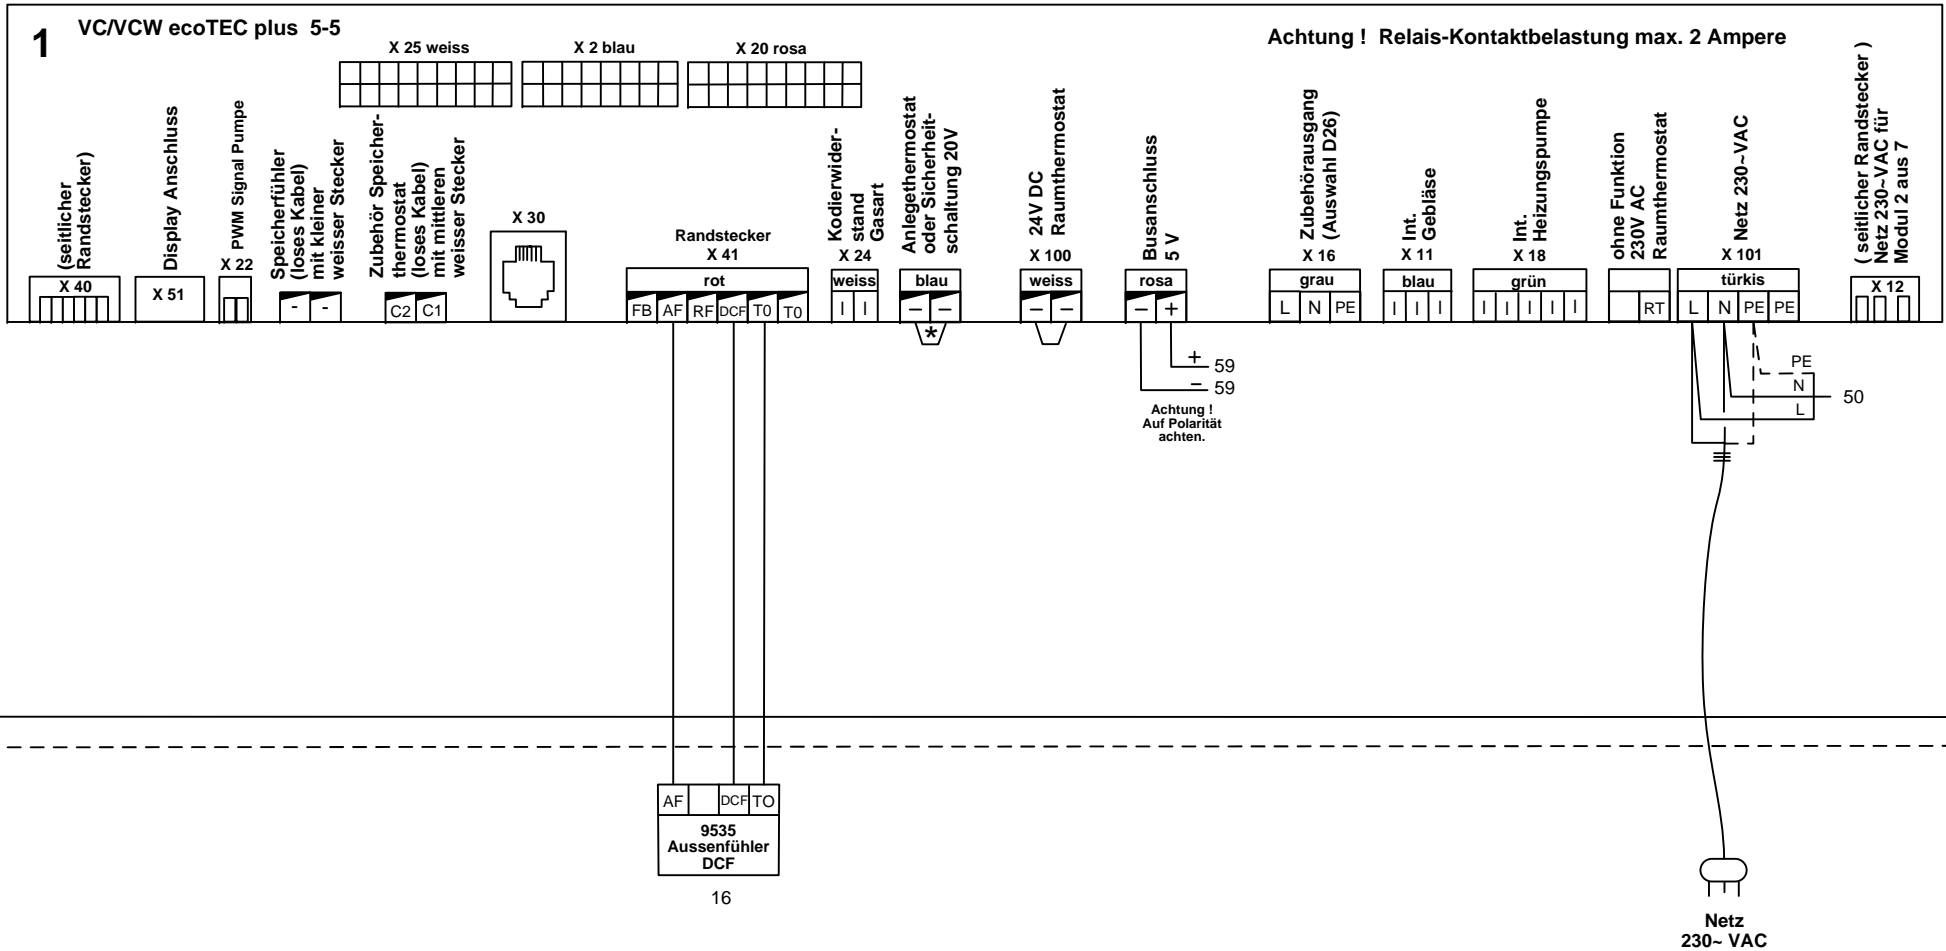 1
VC/VCW ecoTEC plus 5-5
Achtung ! Relais-Kontaktbelastung max. 2 Ampere
X 25 weiss
X 2 blau
X 20 rosa
(seitlicher
Randstecker)
X 40
Display Anschluss
X 51
PWM Signal Pumpe
X 22
Speicherfühler
(loses Kabel)
mit kleiner
weisser Stecker
- -
Zubehör Speicher-
thermostat
(loses Kabel)
mit mittleren
weisser Stecker
C2 C1
X 30
Randstecker
X 41
rot
FB AF RF DCF T0 T0
Kodierwider-
stand
Gasart
X 24
weiss
I I
Anlegethermostat
oder Sicherheit-
schaltung 20V
blau
– –
*
24V DC
Raumthermostat
X 100
weiss
– –
Busanschluss
5 V
rosa
– +
+ 59
– 59
Achtung !
Auf Polarität
achten.
Zubehörausgang
(Auswahl D26)
X 16
grau
L N PE
Int.
Gebläse
X 11
blau
I I I
Int.
Heizungspumpe
X 18
grün
I I I I I
ohne Funktion
230V AC
Raumthermostat
RT
Netz 230~VAC
X 101
türkis
L N PE PE
PE
N
L
50
( seitlicher Randstecker )
Netz 230~VAC für
Modul 2 aus 7
X 12
AF DCF TO
9535
Aussenfühler
DCF
16
Netz
230~ VAC